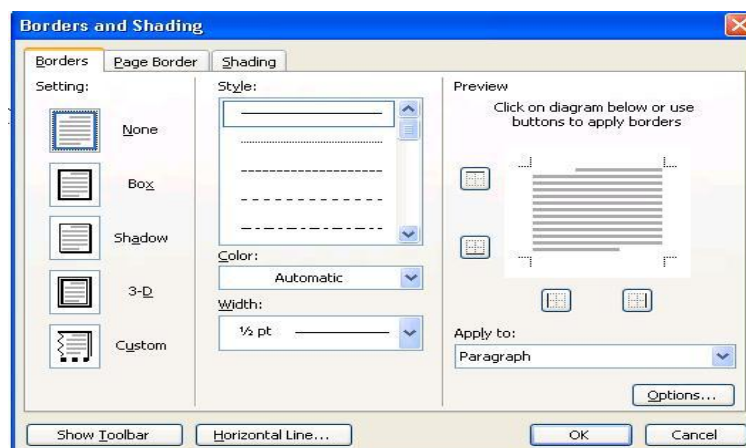 Borders and Shading
Borders
Page Border
Shading
Setting:
None
Box
Shadow
3-D
Custom
Style:
Color:
Automatic
Width:
½ pt
Preview
Click on diagram below or use
buttons to apply borders
Apply to:
Paragraph
Options...
Show Toolbar
Horizontal Line...
OK
Cancel